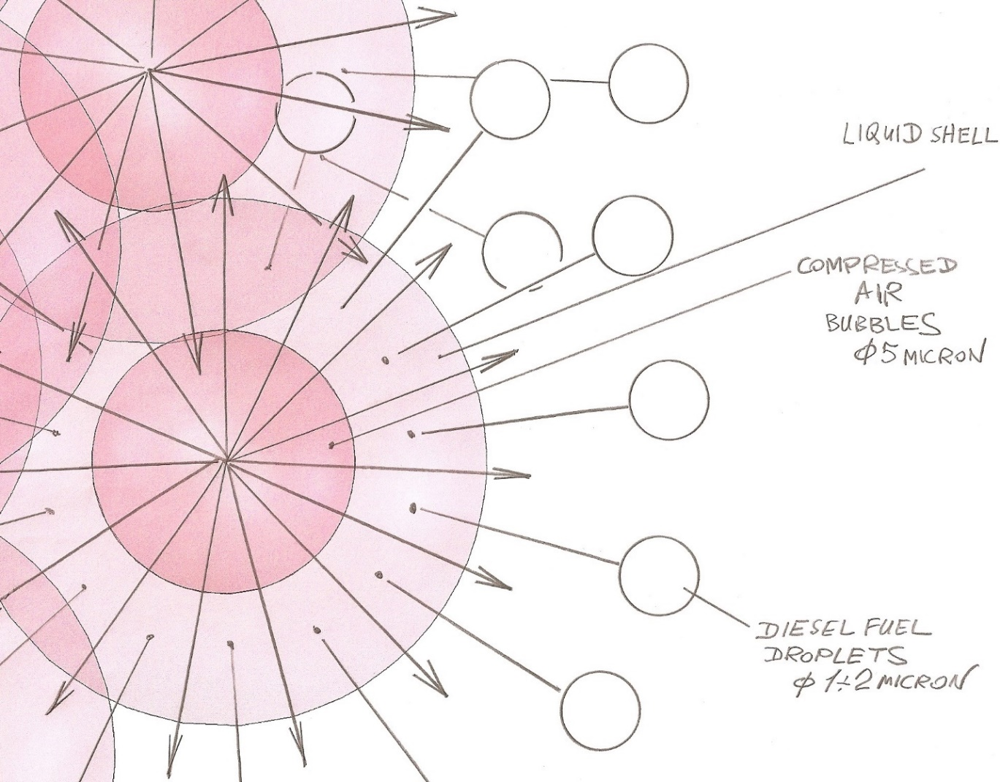 LIQUID SHELL
COMPRESSED
AIR
BUBBLES
φ5 MICRON
DIESEL FUEL
DROPLETS
φ 1÷2 MICRON